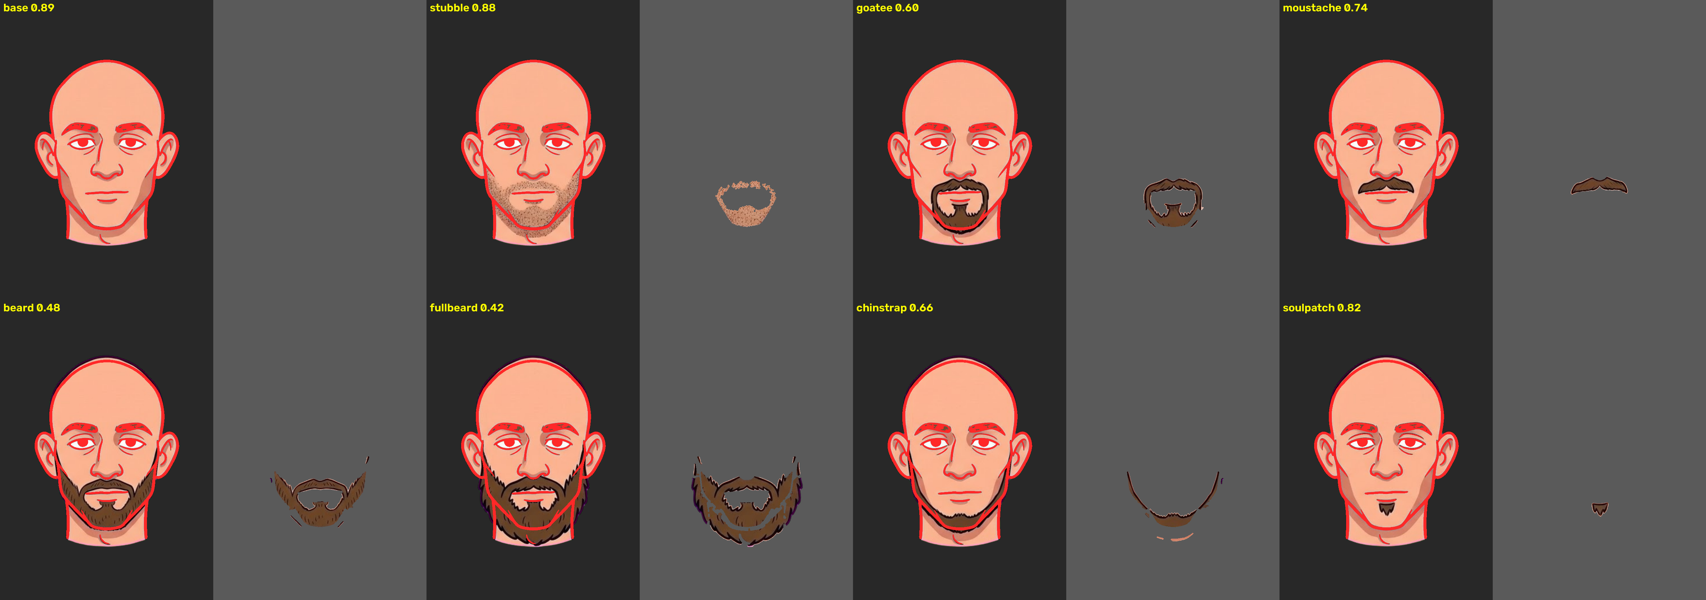 base 0.89
stubble 0.88
goatee 0.60
moustache 0.74
beard 0.48
fullbeard 0.42
chinstrap 0.66
soulpatch 0.82